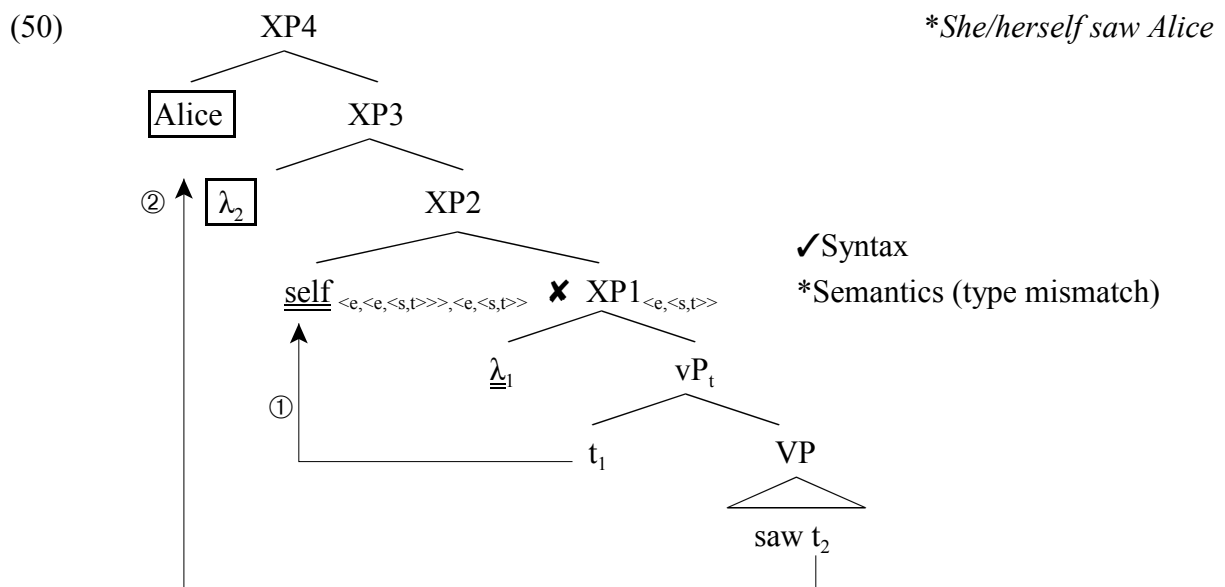 (50) XP4 *She/herself saw Alice
Alice XP3
② λ2 XP2
✓Syntax
self <e,<e,<s,t>>>,<e,<s,t>> ✘ XP1<e,<s,t>> *Semantics (type mismatch)
λ1 vPt
①
t1 VP
saw t2